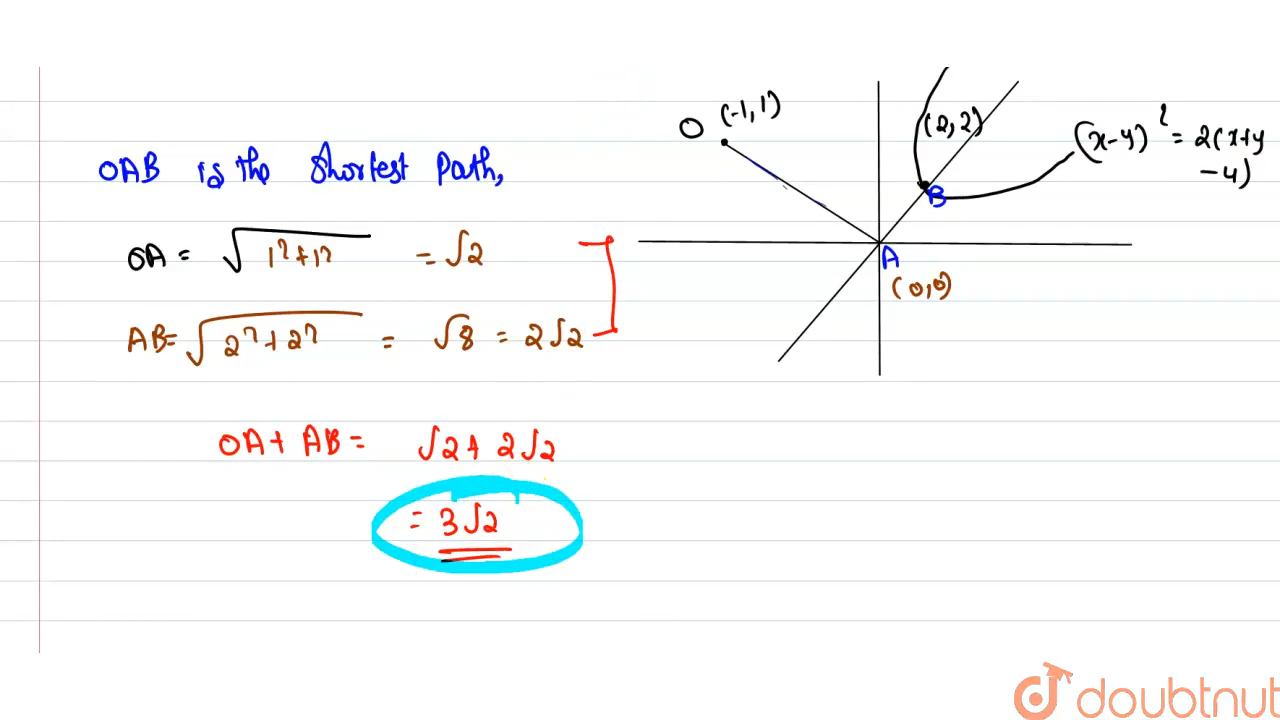 O (-1, 1)
(2, 2)
(x-y)² = 2(x+y
-4)
OAB is the shortest path,
B
OA = √1²+1² = √2
A
(0,0)
AB= √2²+2² = √8 = 2√2
OA+ AB= √2+ 2√2
= 3√2
doubtnut